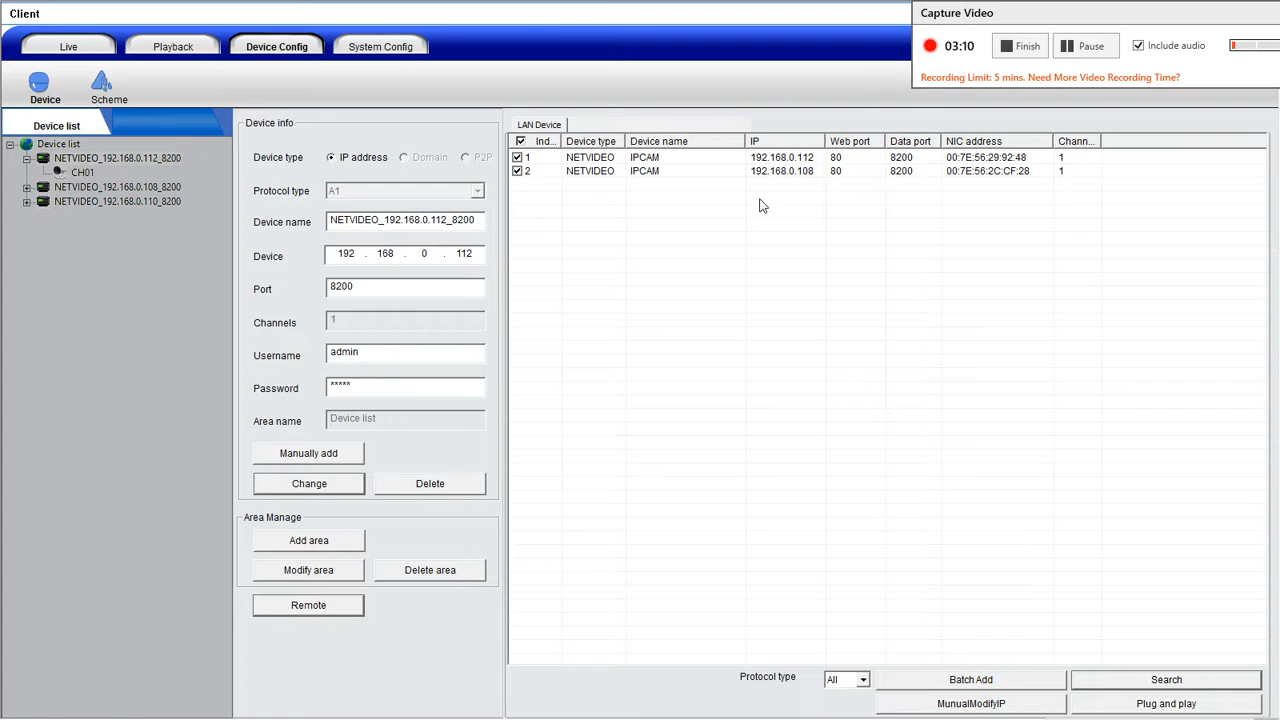 Client
Capture Video
Live
Playback
Device Config
System Config
03:10
Finish
Pause
Include audio
Recording Limit: 5 mins. Need More Video Recording Time?
Device
Scheme
Device list
Device list
NETVIDEO_192.168.0.112_8200
CH01
NETVIDEO_192.168.0.108_8200
NETVIDEO_192.168.0.110_8200
Device info
Device type IP address Domain P2P
Protocol type A1
Device name NETVIDEO_192.168.0.112_8200
Device 192 . 168 . 0 . 112
Port 8200
Channels 1
Username admin
Password *****
Area name Device list
Manually add
Change Delete
Area Manage
Add area
Modify area Delete area
Remote
LAN Device
Ind... Device type Device name IP Web port Data port NIC address Chann...
1 NETVIDEO IPCAM 192.168.0.112 80 8200 00:7E:56:29:92:48 1
2 NETVIDEO IPCAM 192.168.0.108 80 8200 00:7E:56:2C:CF:28 1
Protocol type All Batch Add Search
MunualModifyIP Plug and play